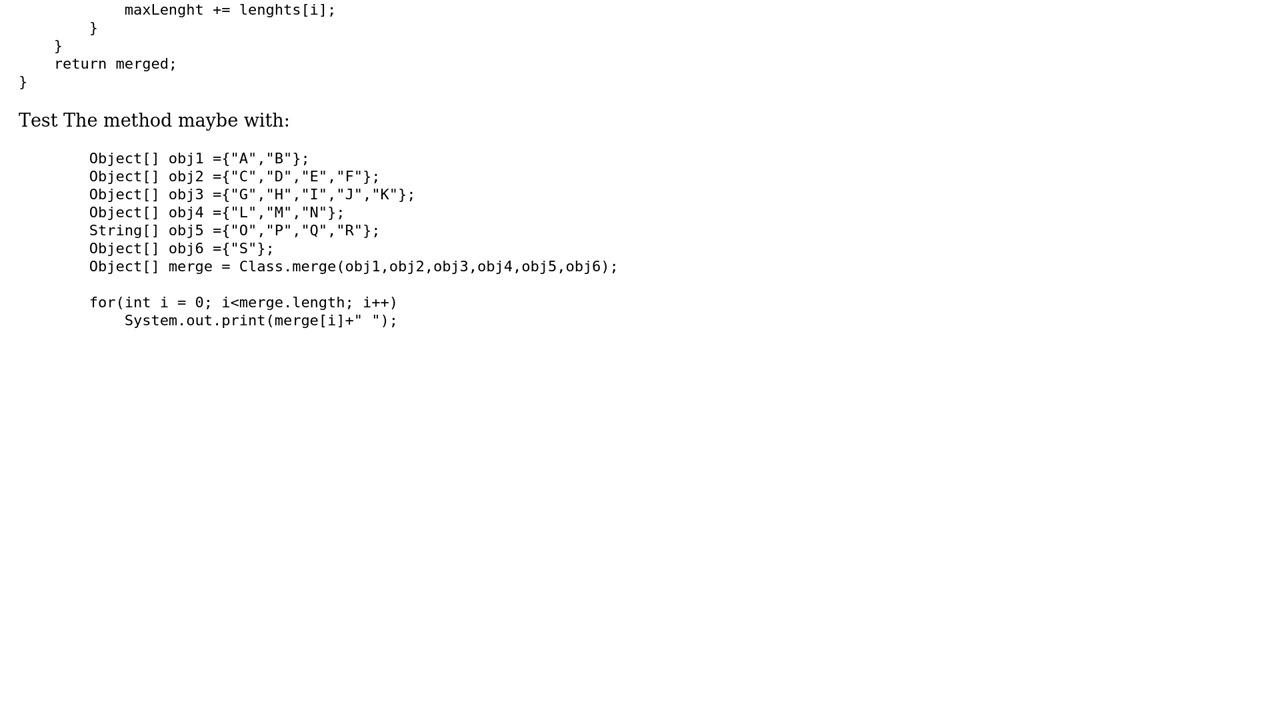 maxLenght += lenghts[i];
        }
    }
    return merged;
}
Test The method maybe with:
        Object[] obj1 ={"A","B"};
        Object[] obj2 ={"C","D","E","F"};
        Object[] obj3 ={"G","H","I","J","K"};
        Object[] obj4 ={"L","M","N"};
        String[] obj5 ={"O","P","Q","R"};
        Object[] obj6 ={"S"};
        Object[] merge = Class.merge(obj1,obj2,obj3,obj4,obj5,obj6);
        for(int i = 0; i<merge.length; i++)
            System.out.print(merge[i]+" ");